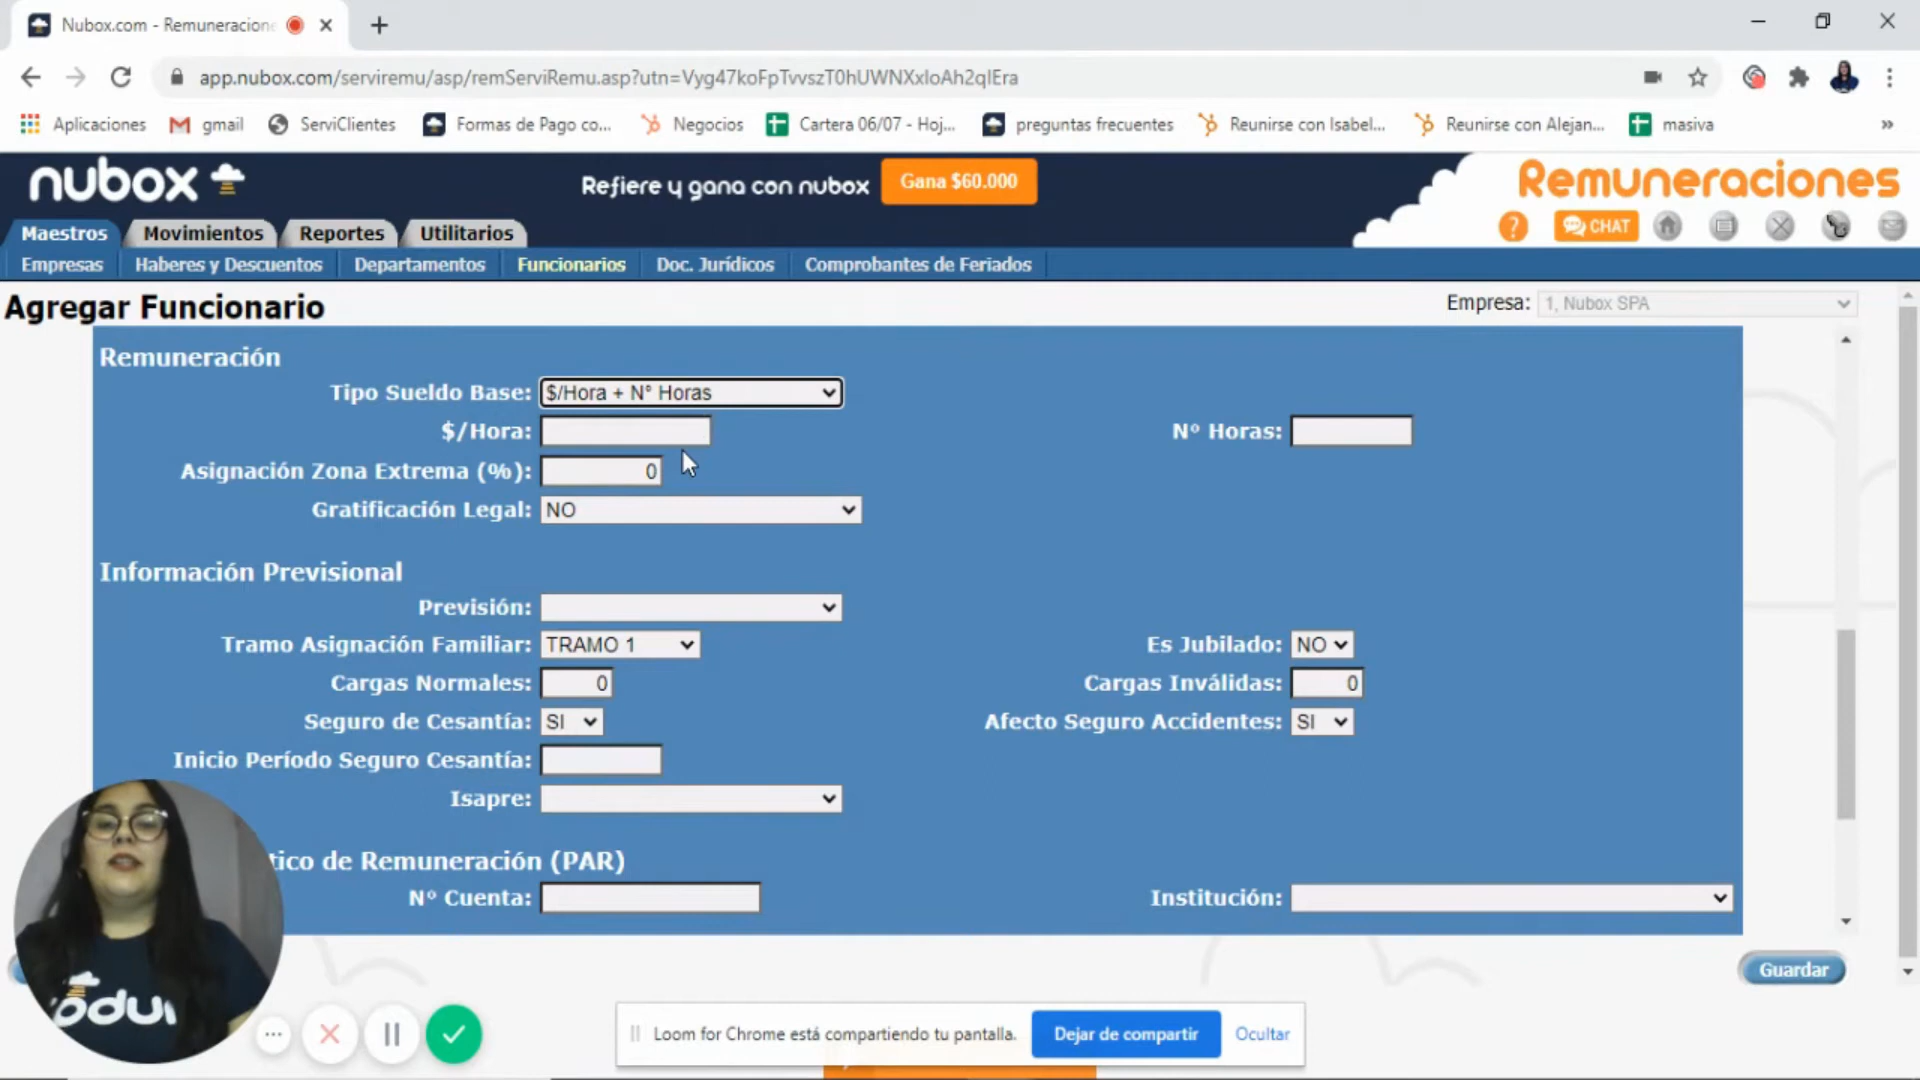 Nubox.com - Remuneracione
app.nubox.com/serviremu/asp/remServiRemu.asp?utn=Vyg47koFpTvvszT0hUWNXxIoAh2qIEra
Aplicaciones gmail ServiClientes Formas de Pago co... Negocios Cartera 06/07 - Hoj... preguntas frecuentes Reunirse con Isabel... Reunirse con Alejan... masiva »
nubox Refiere y gana con nubox Gana $60.000 Remuneraciones
? CHAT
Maestros Movimientos Reportes Utilitarios
Empresas Haberes y Descuentos Departamentos Funcionarios Doc. Jurídicos Comprobantes de Feriados
Agregar Funcionario Empresa: 1, Nubox SPA
Remuneración
Tipo Sueldo Base: $/Hora + N° Horas
$/Hora: Nº Horas:
Asignación Zona Extrema (%): 0
Gratificación Legal: NO
Información Previsional
Previsión:
Tramo Asignación Familiar: TRAMO 1 Es Jubilado: NO
Cargas Normales: 0 Cargas Inválidas: 0
Seguro de Cesantía: SI Afecto Seguro Accidentes: SI
Inicio Período Seguro Cesantía:
Isapre:
tico de Remuneración (PAR)
Nº Cuenta: Institución:
Guardar
Loom for Chrome está compartiendo tu pantalla. Dejar de compartir Ocultar